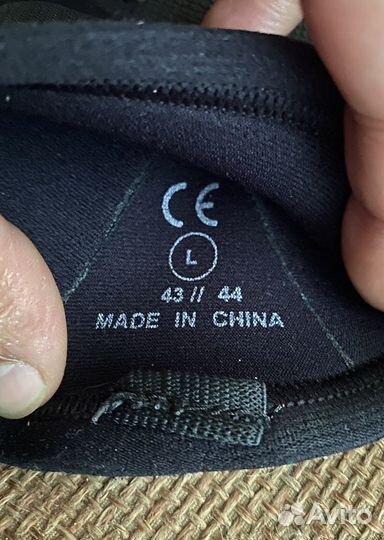 CE
L
43 // 44
MADE IN CHINA
Avito